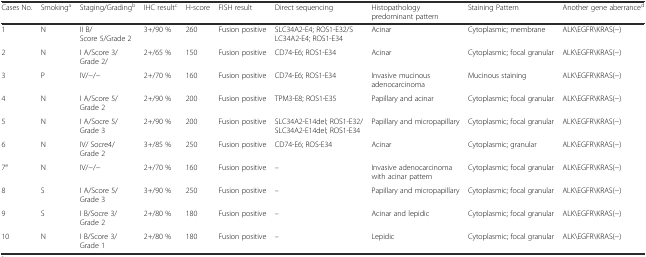 Cases No. Smokingᵃ Staging/Gradingᵇ IHC resultᶜ H-score FISH result Direct sequencing Histopathology predominant pattern Staining Pattern Another gene aberranceᵈ
1 N II B/ Score 5/Grade 2 3+/90 % 260 Fusion positive SLC34A2-E4; ROS1-E32/S LC34A2-E4; ROS1-E34 Acinar Cytoplasmic; membrane ALK\EGFR\KRAS(−)
2 N I A/Score 3/ Grade 2/ 2+/65 % 150 Fusion positive CD74-E6; ROS1-E34 Acinar Cytoplasmic; focal granular ALK\EGFR\KRAS(−)
3 P IV/−/− 2+/70 % 160 Fusion positive CD74-E6; ROS1-E34 Invasive mucinous adenocarcinoma Mucinous staining ALK\EGFR\KRAS(−)
4 N I A/Score 5/ Grade 2 2+/90 % 200 Fusion positive TPM3-E8; ROS1-E35 Papillary and acinar Cytoplasmic; focal granular ALK\EGFR\KRAS(−)
5 N I A/Socre 5/ Grade 3 2+/90 % 200 Fusion positive SLC34A2-E14del; ROS1-E32/ SLC34A2-E14del; ROS1-E34 Papillary and micropapillary Cytoplasmic; focal granular ALK\EGFR\KRAS(−)
6 N IV/ Socre4/ Grade 2 3+/85 % 250 Fusion positive CD74-E6; ROS-E34 Acinar Cytoplasmic; granular ALK\EGFR\KRAS(−)
7ᵉ N IV/−/− 2+/70 % 160 Fusion positive – Invasive adenocarcinoma with acinar pattern Cytoplasmic; focal granular ALK\EGFR\KRAS(−)
8 S I A/Score 5/ Grade 3 3+/90 % 250 Fusion positive – Papillary and micropapillary Cytoplasmic; focal granular ALK\EGFR\KRAS(−)
9 S I B/Socre 3/ Grade 2 2+/80 % 180 Fusion positive – Acinar and lepidic Cytoplasmic; focal granular ALK\EGFR\KRAS(−)
10 N I B/Score 3/ Grade 1 2+/80 % 180 Fusion positive – Lepidic Cytoplasmic; focal granular ALK\EGFR\KRAS(−)